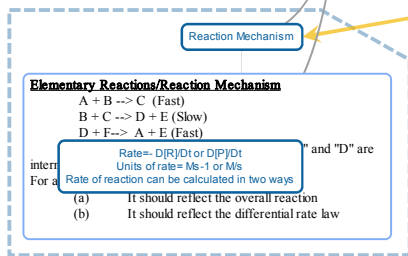 Reaction Mechanism
Elementary Reactions/Reaction Mechanism
A + B --> C (Fast)
B + C --> D + E (Slow)
D + F--> A + E (Fast)
" and "D" are
Rate=- D[R]/Dt or D[P]/Dt
Units of rate= Ms-1 or M/s
Rate of reaction can be calculated in two ways
For a
(a) It should reflect the overall reaction
(b) It should reflect the differential rate law